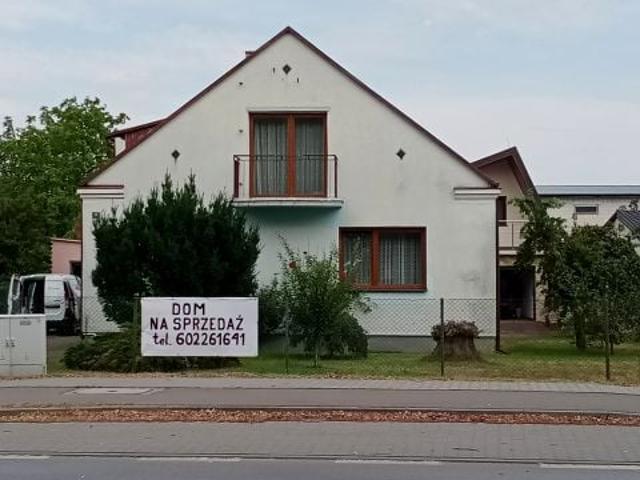 DOM
NA SPRZEDAŻ
tel. 602261641